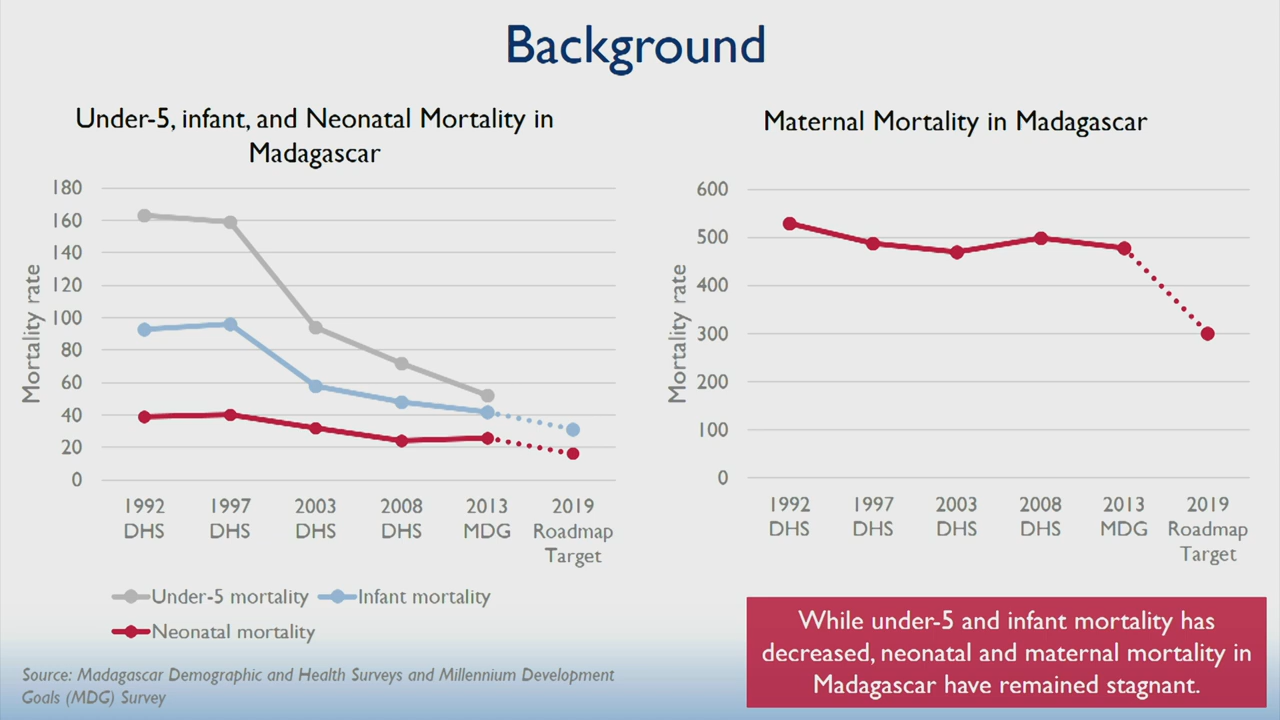 Background
Under-5, infant, and Neonatal Mortality in
Madagascar
Mortality rate
180
160
140
120
100
80
60
40
20
0
1992 1997 2003 2008 2013 2019
DHS DHS DHS DHS MDG Roadmap
Target
Under-5 mortality Infant mortality
Neonatal mortality
Source: Madagascar Demographic and Health Surveys and Millennium Development
Goals (MDG) Survey
Maternal Mortality in Madagascar
Mortality rate
600
500
400
300
200
100
0
1992 1997 2003 2008 2013 2019
DHS DHS DHS DHS MDG Roadmap
Target
While under-5 and infant mortality has
decreased, neonatal and maternal mortality in
Madagascar have remained stagnant.